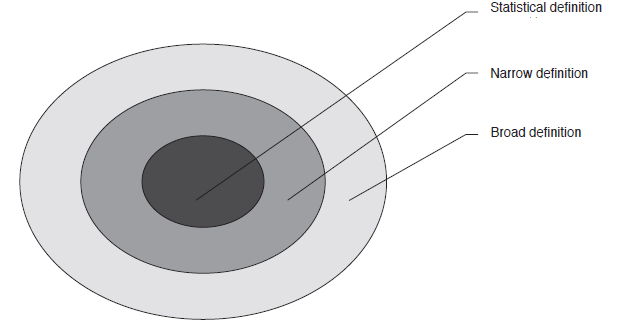 Statistical definition
Narrow definition
Broad definition